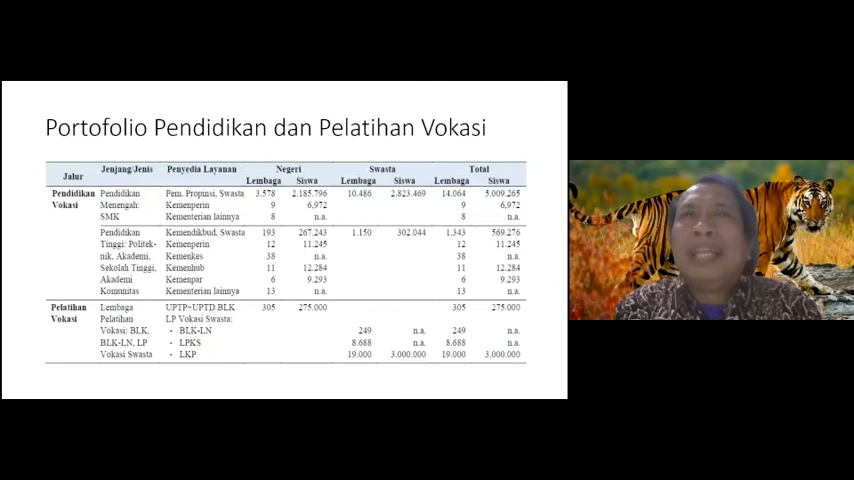 Portofolio Pendidikan dan Pelatihan Vokasi
Jalur Jenjang/Jenis Penyedia Layanan Negeri Swasta Total
Lembaga Siswa Lembaga Siswa Lembaga Siswa
Pendidikan Pendidikan Pem. Propinsi, Swasta 3.578 2.185.796 10.486 2.823.469 14.064 5.009.265
Vokasi Menengah: Kemenperin 9 6,972 9 6,972
SMK Kementerian lainnya 8 n.a. 8 n.a.
Pendidikan Kemendikbud, Swasta 193 267.243 1.150 302.044 1.343 569.276
Tinggi: Politek- Kemenperin 12 11.245 12 11.245
nik, Akademi, Kemenkes 38 n.a. 38 n.a.
Sekolah Tinggi, Kemenhub 11 12.284 11 12.284
Akademi Kemenpar 6 9.293 6 9.293
Komunitas Kementerian lainnya 13 n.a. 13 n.a.
Pelatihan Lembaga UPTP+UPTD BLK 305 275.000 305 275.000
Vokasi Pelatihan LP Vokasi Swasta:
Vokasi: BLK, - BLK-LN 249 n.a. 249 n.a.
BLK-LN, LP - LPKS 8.688 n.a. 8.688 n.a.
Vokasi Swasta - LKP 19.000 3.000.000 19.000 3.000.000